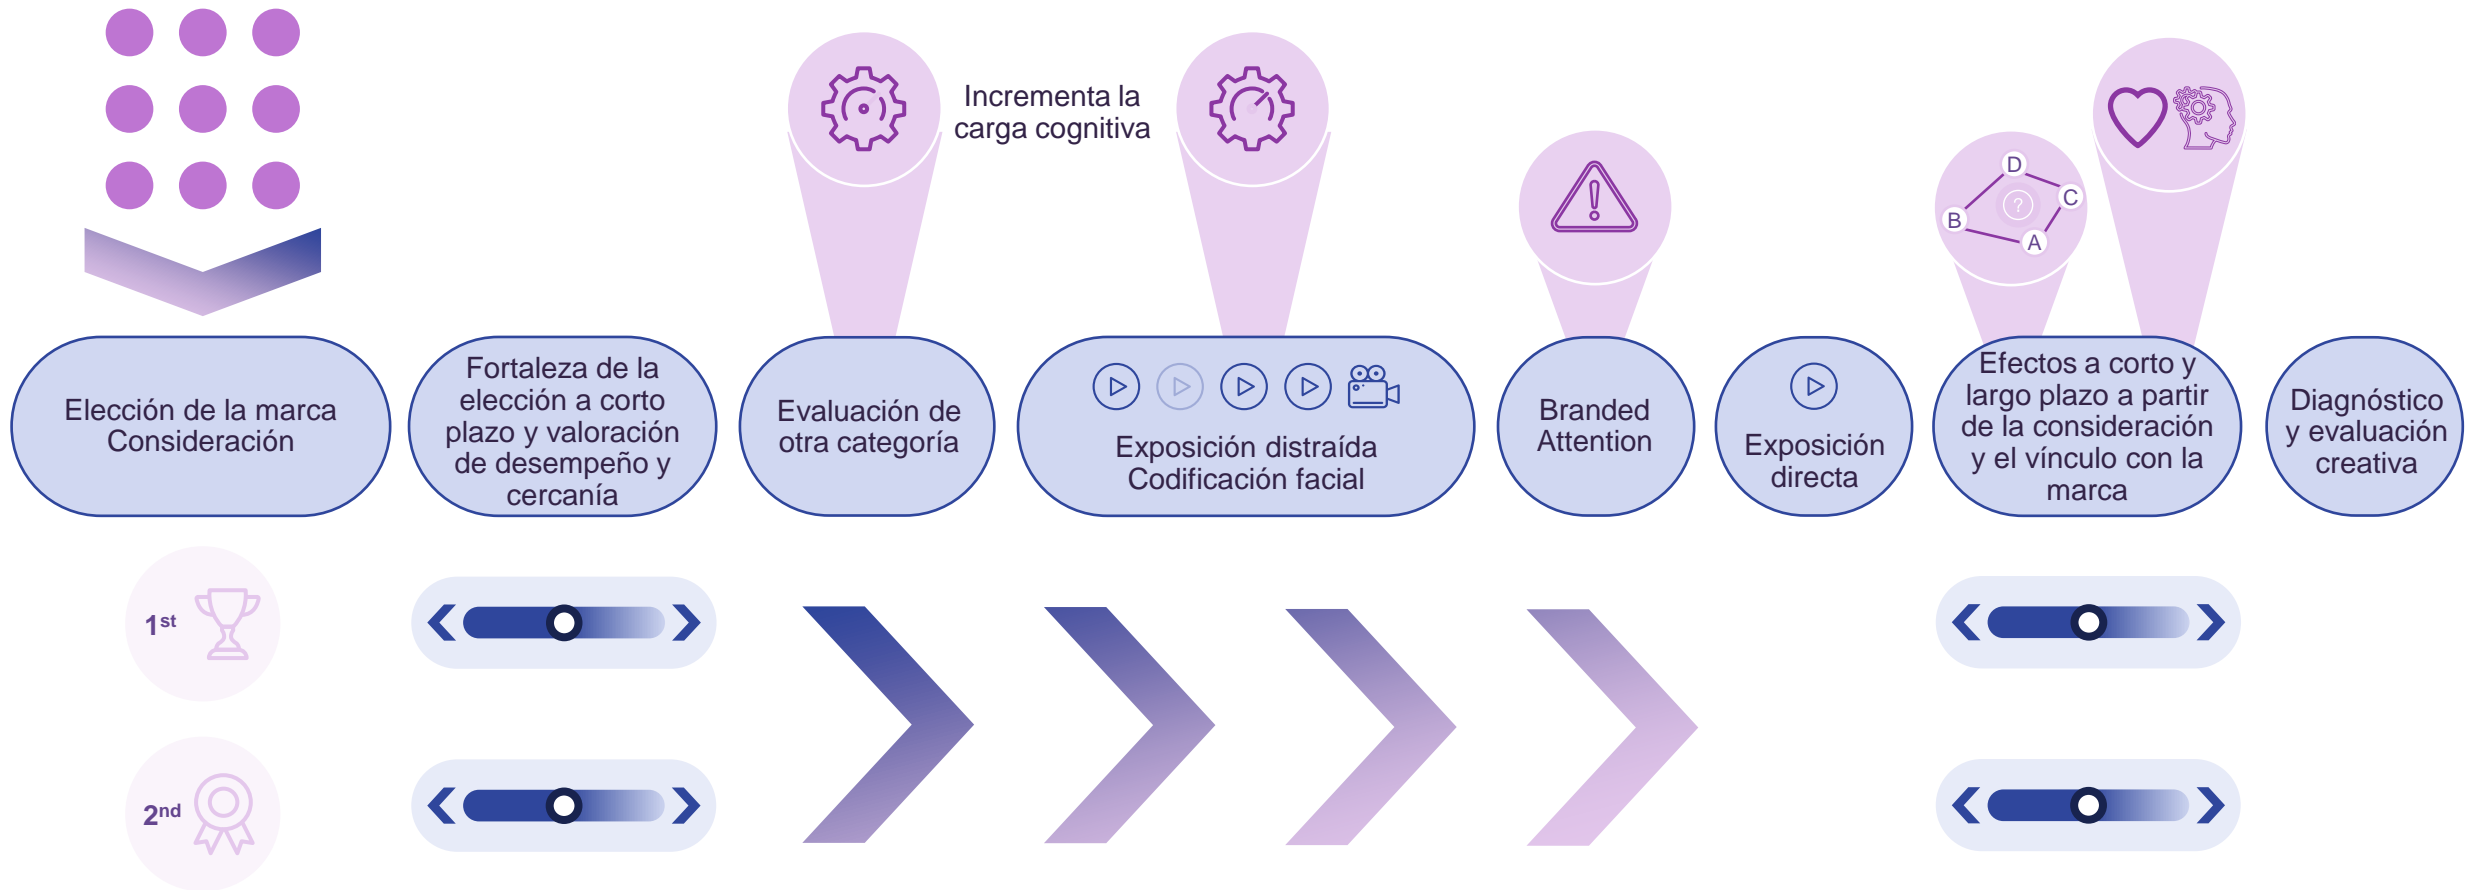 Incrementa la
carga cognitiva
D
C
B
?
A
Elección de la marca
Consideración
Fortaleza de la
elección a corto
plazo y valoración
de desempeño y
cercanía
Evaluación de
otra categoría
Exposición distraída
Codificación facial
Branded
Attention
Exposición
directa
Efectos a corto y
largo plazo a partir
de la consideración
y el vínculo con la
marca
Diagnóstico
y evaluación
creativa
1st
2nd